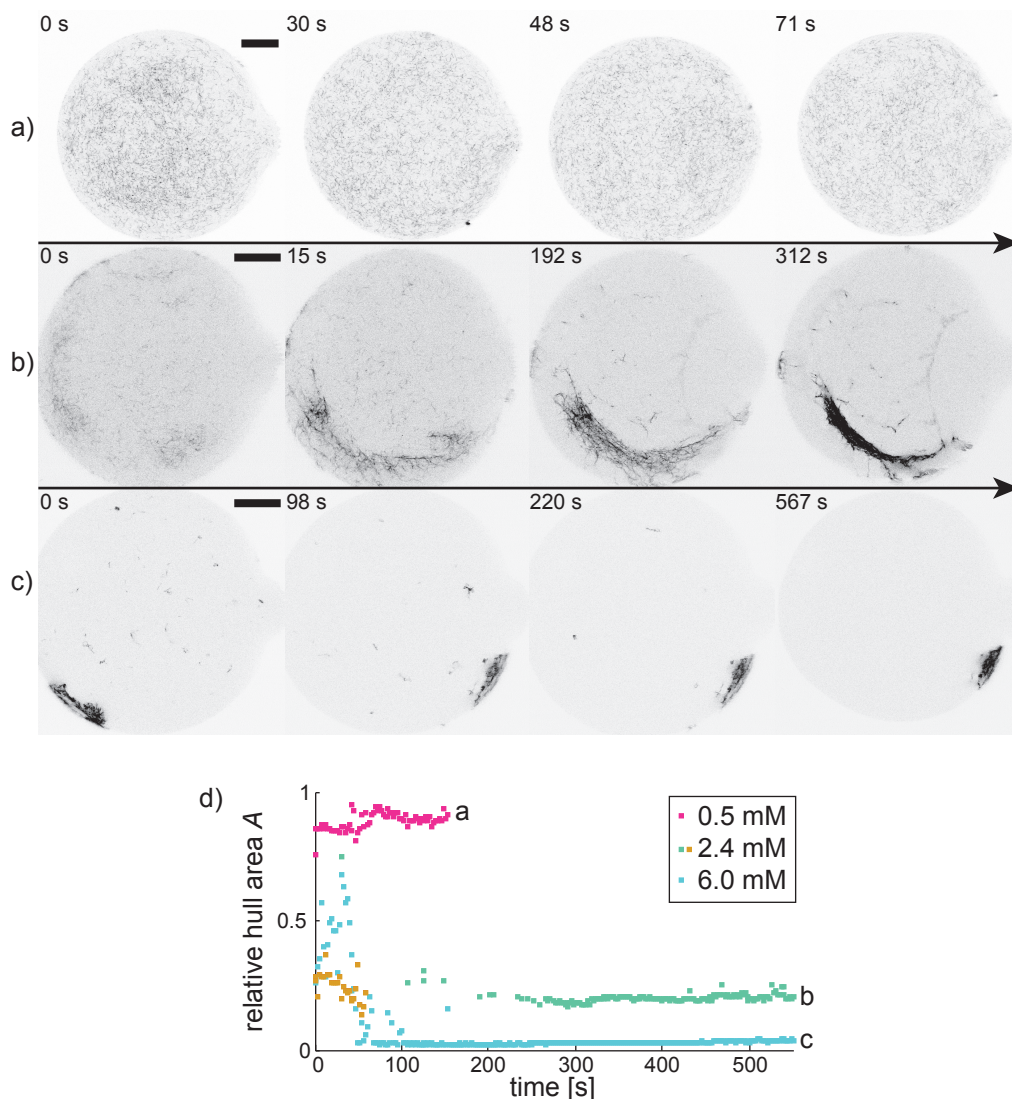 0 s 30 s 48 s 71 s
a)
0 s 15 s 192 s 312 s
b)
0 s 98 s 220 s 567 s
c)
d)
relative hull area A
1
0.5
0
a
b
c
0.5 mM
2.4 mM
6.0 mM
0 100 200 300 400 500
time [s]